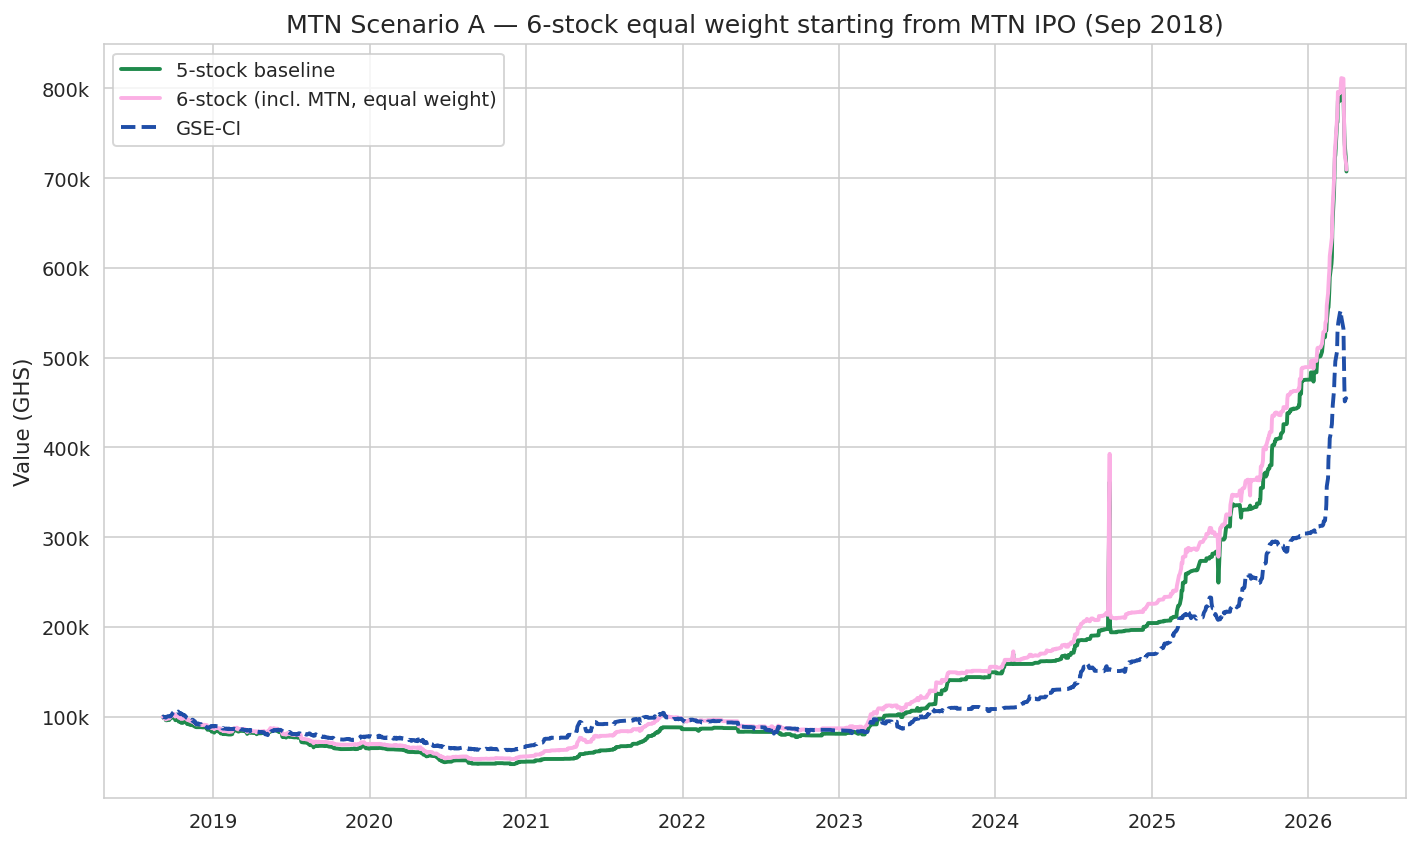 MTN Scenario A — 6-stock equal weight starting from MTN IPO (Sep 2018)
5-stock baseline
6-stock (incl. MTN, equal weight)
GSE-CI
Value (GHS)
800k
700k
600k
500k
400k
300k
200k
100k
2019 2020 2021 2022 2023 2024 2025 2026